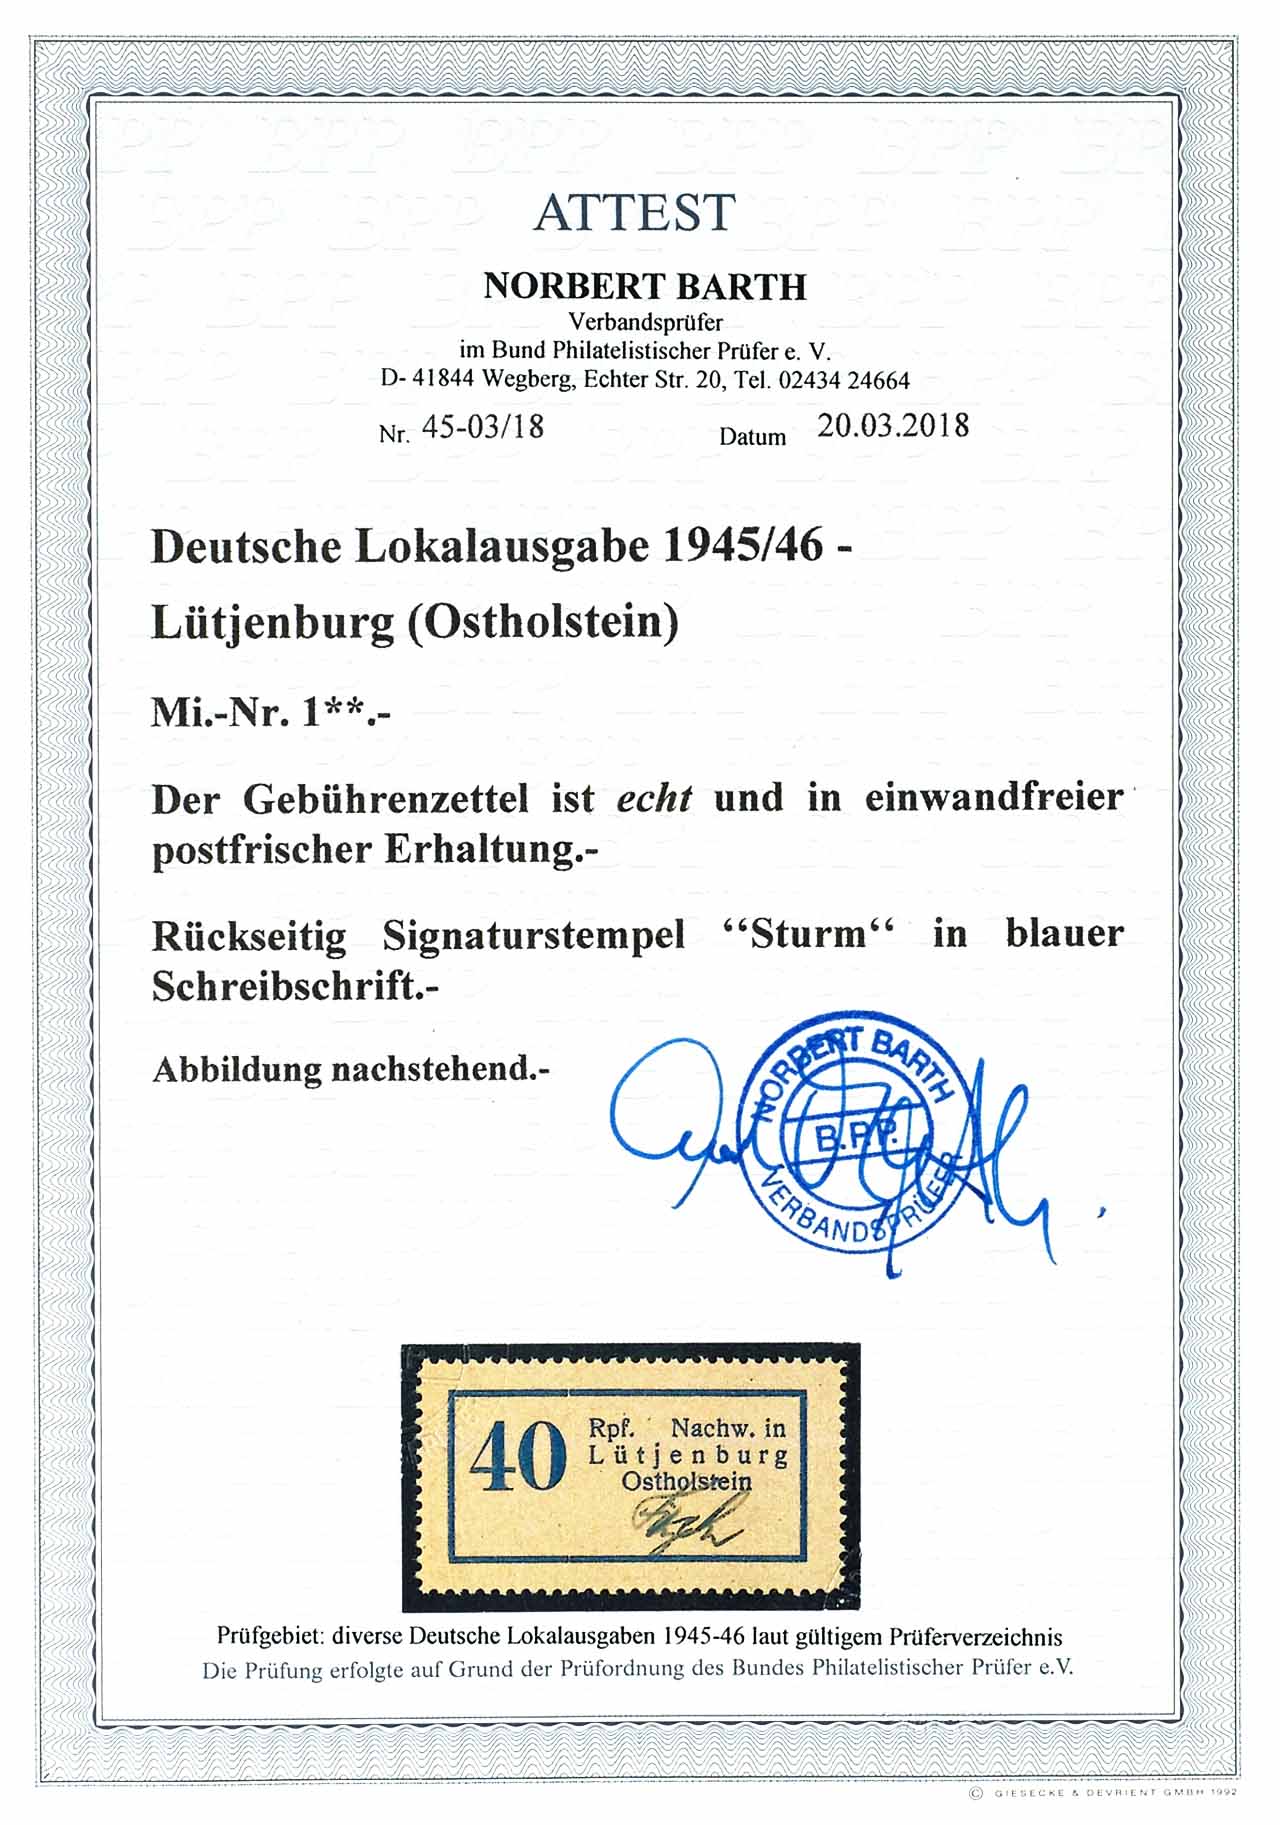 ATTEST
NORBERT BARTH
Verbandsprüfer
im Bund Philatelistischer Prüfer e. V.
D- 41844 Wegberg, Echter Str. 20, Tel. 02434 24664
Nr. 45-03/18 Datum 20.03.2018
Deutsche Lokalausgabe 1945/46 -
Lütjenburg (Ostholstein)
Mi.-Nr. 1**.-
Der Gebührenzettel ist echt und in einwandfreier
postfrischer Erhaltung.-
Rückseitig Signaturstempel “Sturm“ in blauer
Schreibschrift.-
Abbildung nachstehend.-
NORBERT BARTH
B.P.P.
VERBANDSPRÜFER
40 Rpf. Nachw. in
Lütjenburg
Ostholstein
Prüfgebiet: diverse Deutsche Lokalausgaben 1945-46 laut gültigem Prüferverzeichnis
Die Prüfung erfolgte auf Grund der Prüfordnung des Bundes Philatelistischer Prüfer e.V.
© GIESECKE & DEVRIENT GMBH 1992